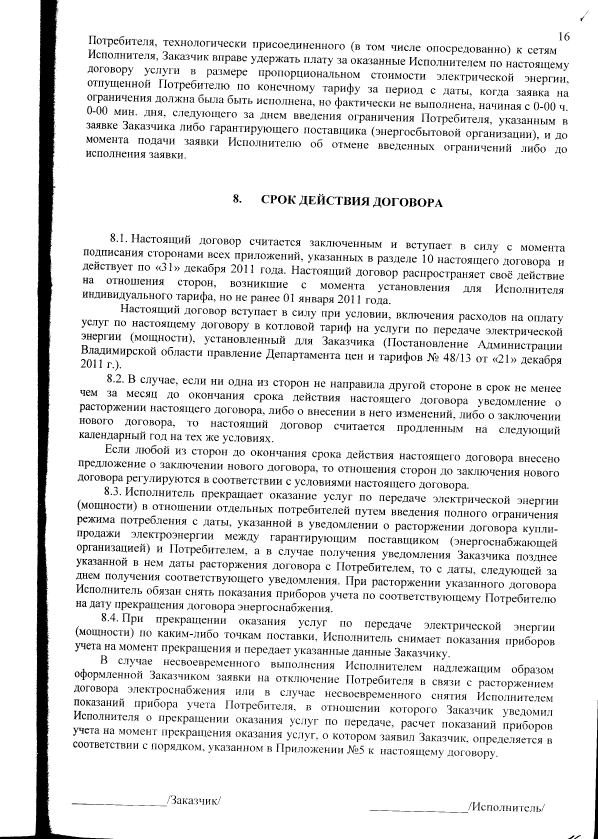 16
Потребителя, технологически присоединенного (в том числе опосредованно) к сетям
Исполнителя, Заказчик вправе удержать плату за оказанные Исполнителем по настоящему
договору услуги в размере пропорциональном стоимости электрической энергии,
отпущенной Потребителю по конечному тарифу за период с даты, когда заявка на
ограничения должна была быть исполнена, но фактически не выполнена, начиная с 0-00 ч.
0-00 мин. дня, следующего за днем введения ограничения Потребителя, указанным в
заявке Заказчика либо гарантирующего поставщика (энергосбытовой организации), и до
момента подачи заявки Исполнителю об отмене введенных ограничений либо до
исполнения заявки.
8. СРОК ДЕЙСТВИЯ ДОГОВОРА
8.1. Настоящий договор считается заключенным и вступает в силу с момента
подписания сторонами всех приложений, указанных в разделе 10 настоящего договора и
действует по «31» декабря 2011 года. Настоящий договор распространяет своё действие
на отношения сторон, возникшие с момента установления для Исполнителя
индивидуального тарифа, но не ранее 01 января 2011 года.
Настоящий договор вступает в силу при условии, включения расходов на оплату
услуг по настоящему договору в котловой тариф на услуги по передаче электрической
энергии (мощности), установленный для Заказчика (Постановление Администрации
Владимирской области правление Департамента цен и тарифов № 48/13 от «21» декабря
2011 г.).
8.2. В случае, если ни одна из сторон не направила другой стороне в срок не менее
чем за месяц до окончания срока действия настоящего договора уведомление о
расторжении настоящего договора, либо о внесении в него изменений, либо о заключении
нового договора, то настоящий договор считается продленным на следующий
календарный год на тех же условиях.
Если любой из сторон до окончания срока действия настоящего договора внесено
предложение о заключении нового договора, то отношения сторон до заключения нового
договора регулируются в соответствии с условиями настоящего договора.
8.3. Исполнитель прекращает оказание услуг по передаче электрической энергии
(мощности) в отношении отдельных потребителей путем введения полного ограничения
режима потребления с даты, указанной в уведомлении о расторжении договора купли-
продажи электроэнергии между гарантирующим поставщиком (энергоснабжающей
организацией) и Потребителем, а в случае получения уведомления Заказчика позднее
указанной в нем даты расторжения договора с Потребителем, то с даты, следующей за
днем получения соответствующего уведомления. При расторжении указанного договора
Исполнитель обязан снять показания приборов учета по соответствующему Потребителю
на дату прекращения договора энергоснабжения.
8.4. При прекращении оказания услуг по передаче электрической энергии
(мощности) по каким-либо точкам поставки, Исполнитель снимает показания приборов
учета на момент прекращения и передает указанные данные Заказчику.
В случае несвоевременного выполнения Исполнителем надлежащим образом
оформленной Заказчиком заявки на отключение Потребителя в связи с расторжением
договора электроснабжения или в случае несвоевременного снятия Исполнителем
показаний прибора учета Потребителя, в отношении которого Заказчик уведомил
Исполнителя о прекращении оказания услуг по передаче, расчет показаний приборов
учета на момент прекращения оказания услуг, о котором заявил Заказчик, определяется в
соответствии с порядком, указанном в Приложении №5 к настоящему договору.
________________/Заказчик/
________________/Исполнитель/